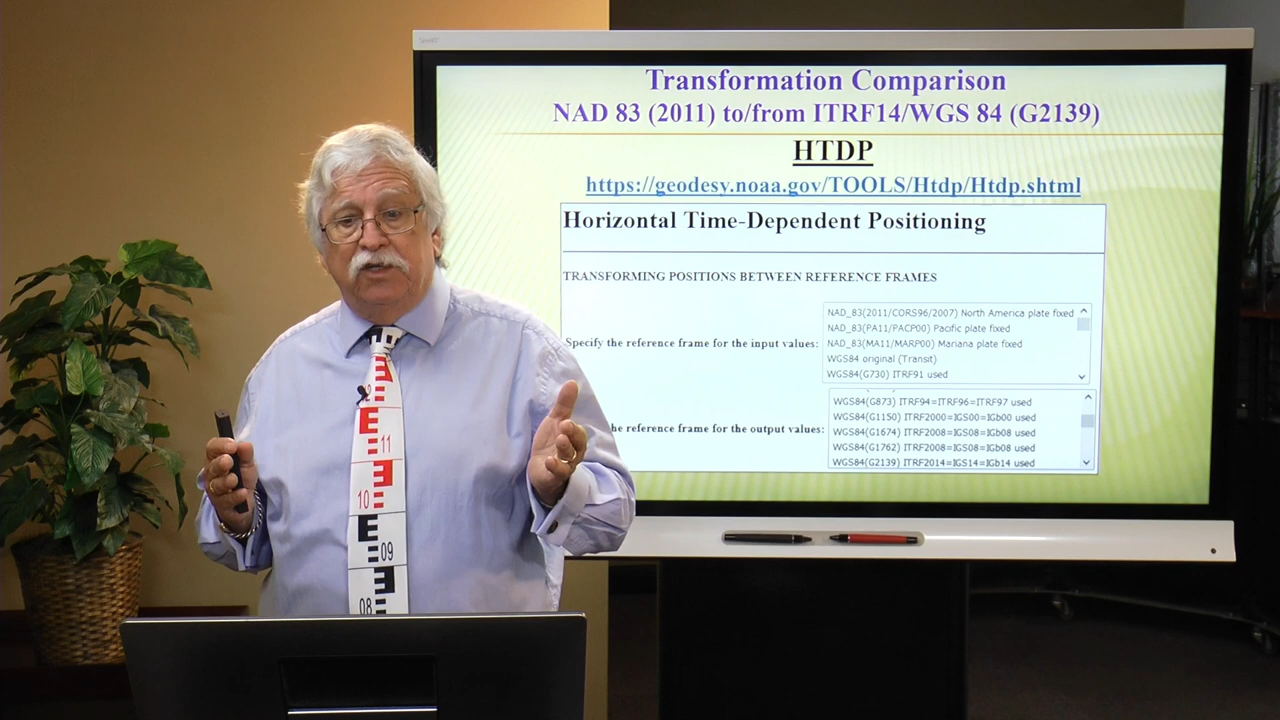 Transformation Comparison
NAD 83 (2011) to/from ITRF14/WGS 84 (G2139)
HTDP
https://geodesy.noaa.gov/TOOLS/Htdp/Htdp.shtml
Horizontal Time-Dependent Positioning
TRANSFORMING POSITIONS BETWEEN REFERENCE FRAMES
Specify the reference frame for the input values:
NAD_83(2011/CORS96/2007) North America plate fixed
NAD_83(PA11/PACP00) Pacific plate fixed
NAD_83(MA11/MARP00) Mariana plate fixed
WGS84 original (Transit)
WGS84(G730) ITRF91 used
the reference frame for the output values:
WGS84(G873) ITRF94=ITRF96=ITRF97 used
WGS84(G1150) ITRF2000=IGS00=IGb00 used
WGS84(G1674) ITRF2008=IGS08=IGb08 used
WGS84(G1762) ITRF2008=IGS08=IGb08 used
WGS84(G2139) ITRF2014=IGS14=IGb14 used
11
10
09
08